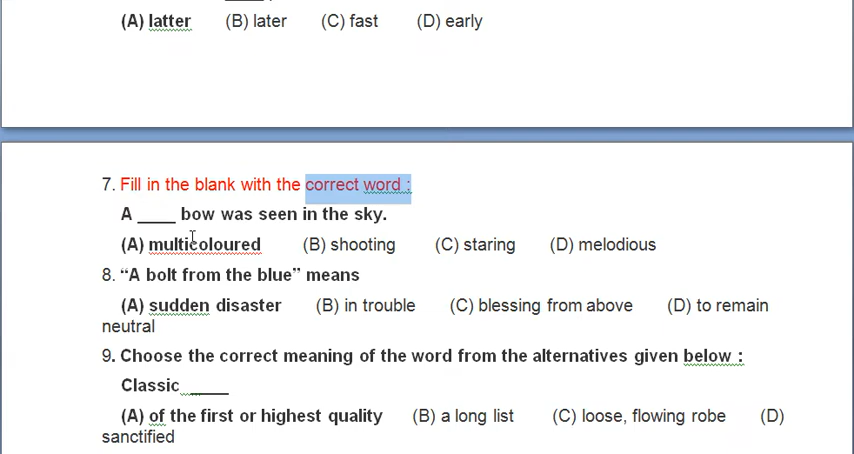 (A) latter (B) later (C) fast (D) early
7. Fill in the blank with the correct word :
A ____ bow was seen in the sky.
(A) multicoloured (B) shooting (C) staring (D) melodious
8. “A bolt from the blue” means
(A) sudden disaster (B) in trouble (C) blessing from above (D) to remain
neutral
9. Choose the correct meaning of the word from the alternatives given below :
Classic ____
(A) of the first or highest quality (B) a long list (C) loose, flowing robe (D)
sanctified